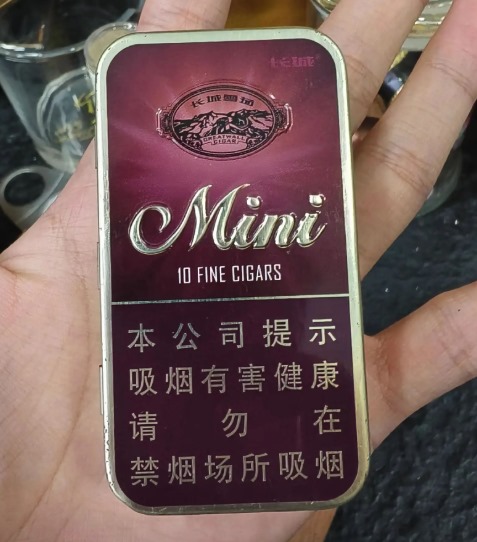 长城®
长城雪茄
GREATWALL
CIGAR
Mini
10 FINE CIGARS
本公司提示
吸烟有害健康
请勿在
禁烟场所吸烟